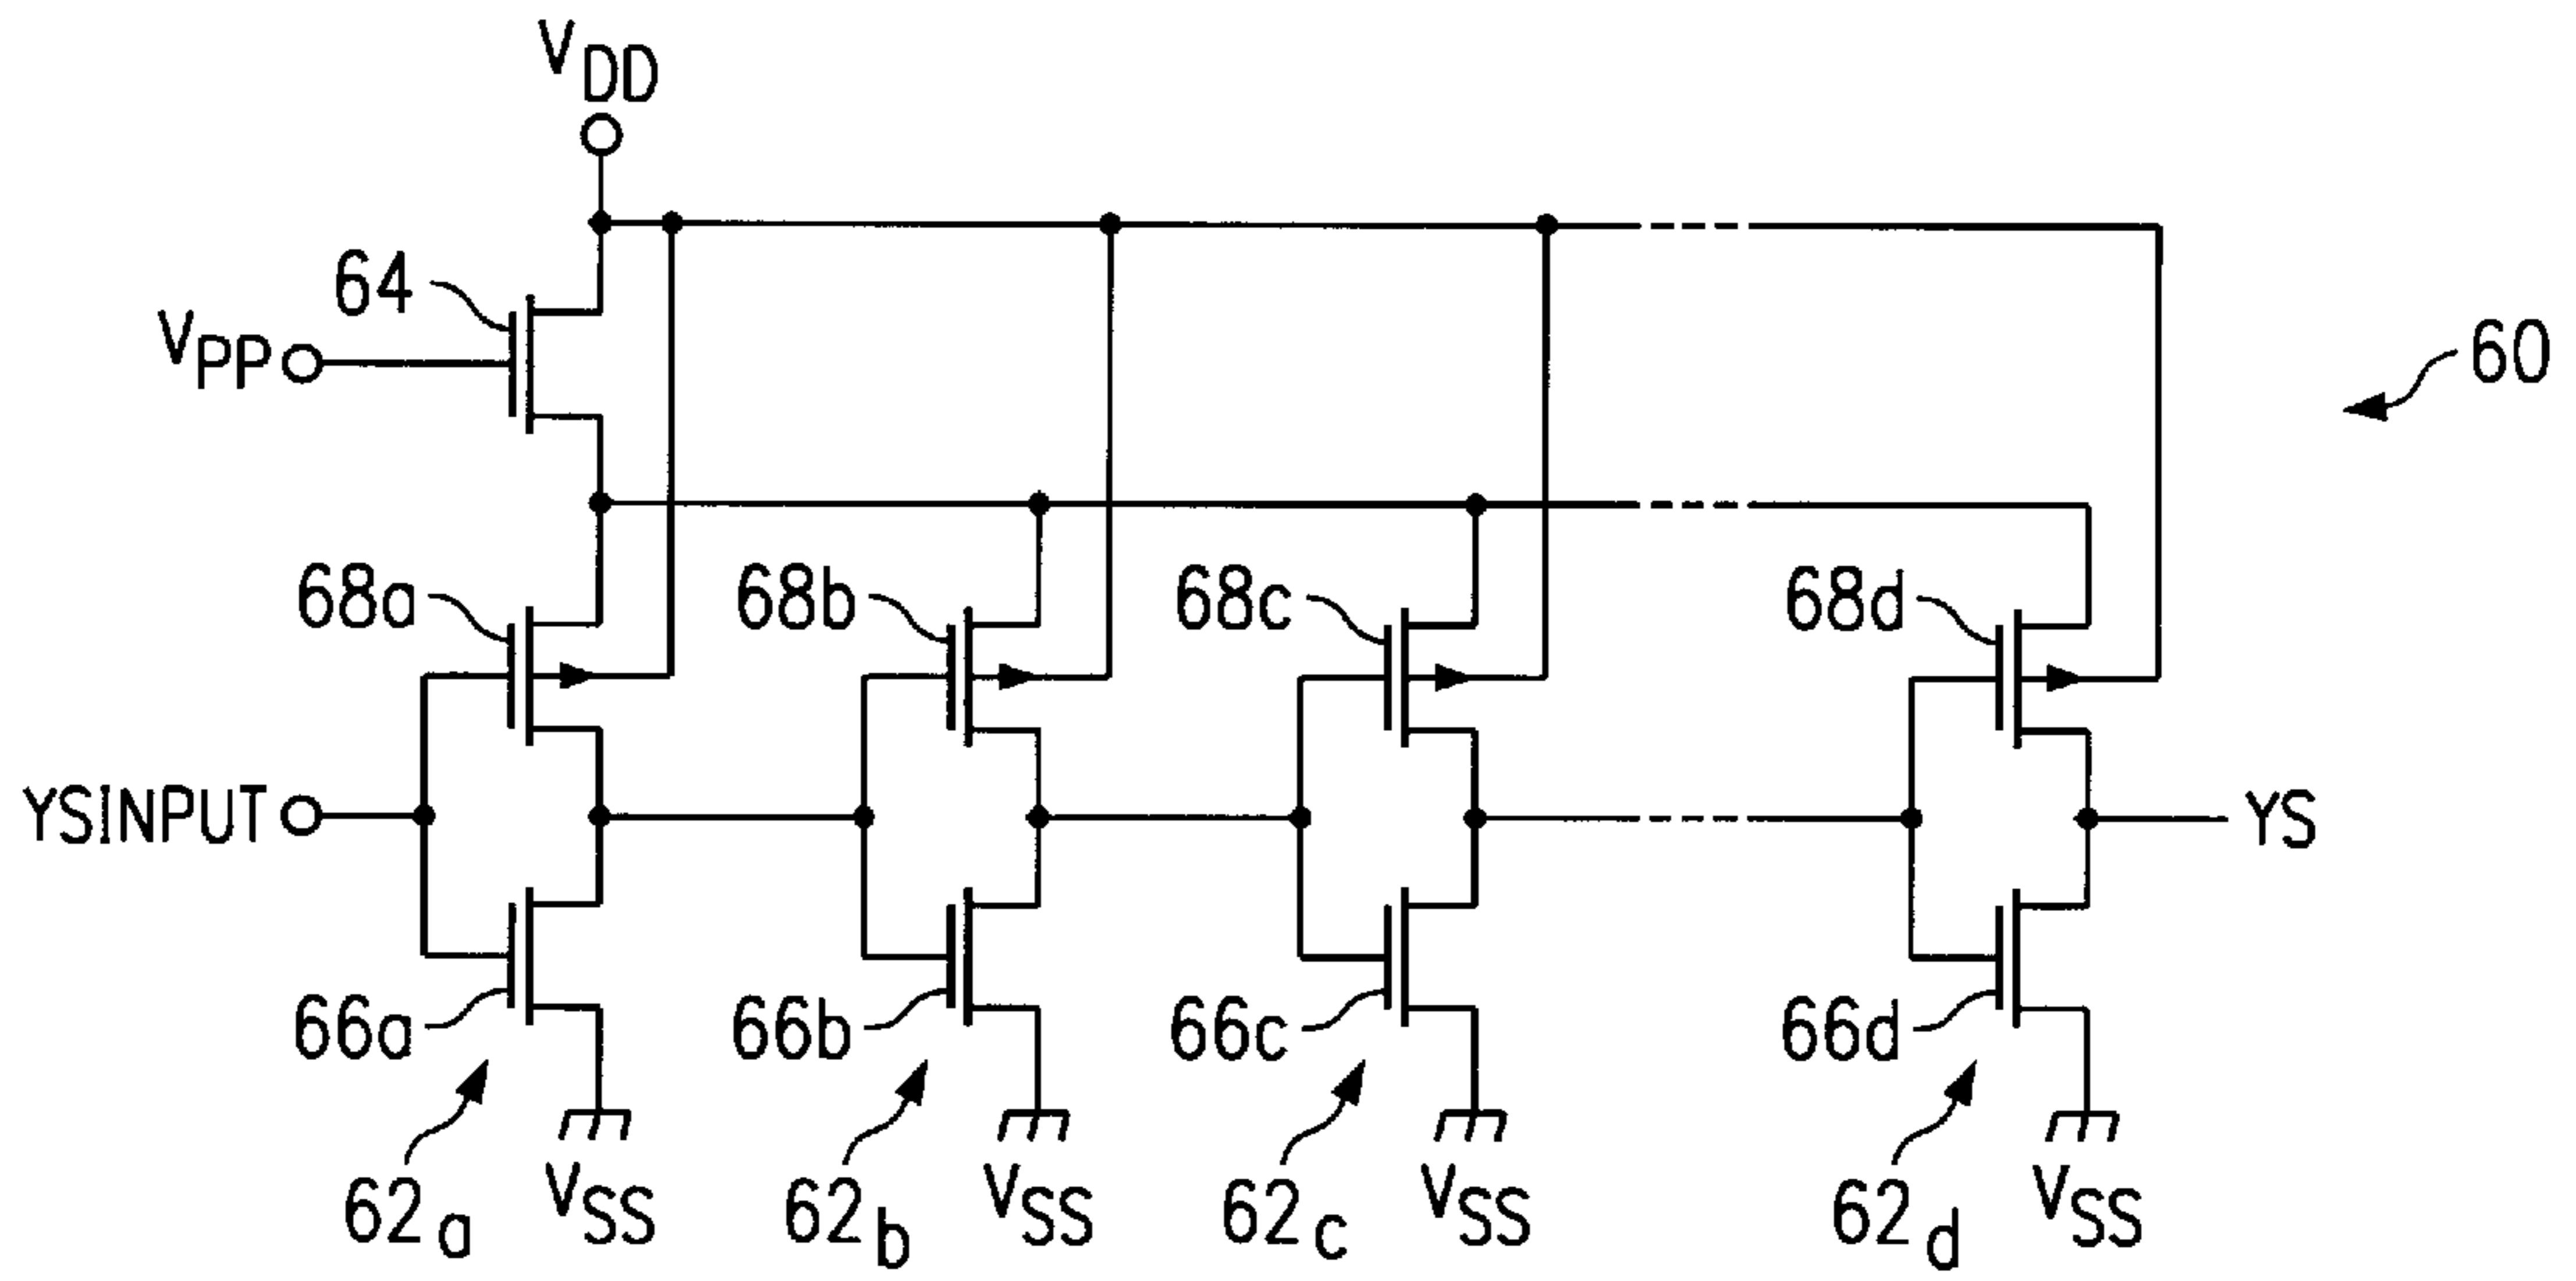 VDD
64
VPP
60
68a
68b
68c
68d
YSINPUT
YS
66a
66b
66c
66d
62a
VSS
62b
VSS
62c
VSS
62d
VSS